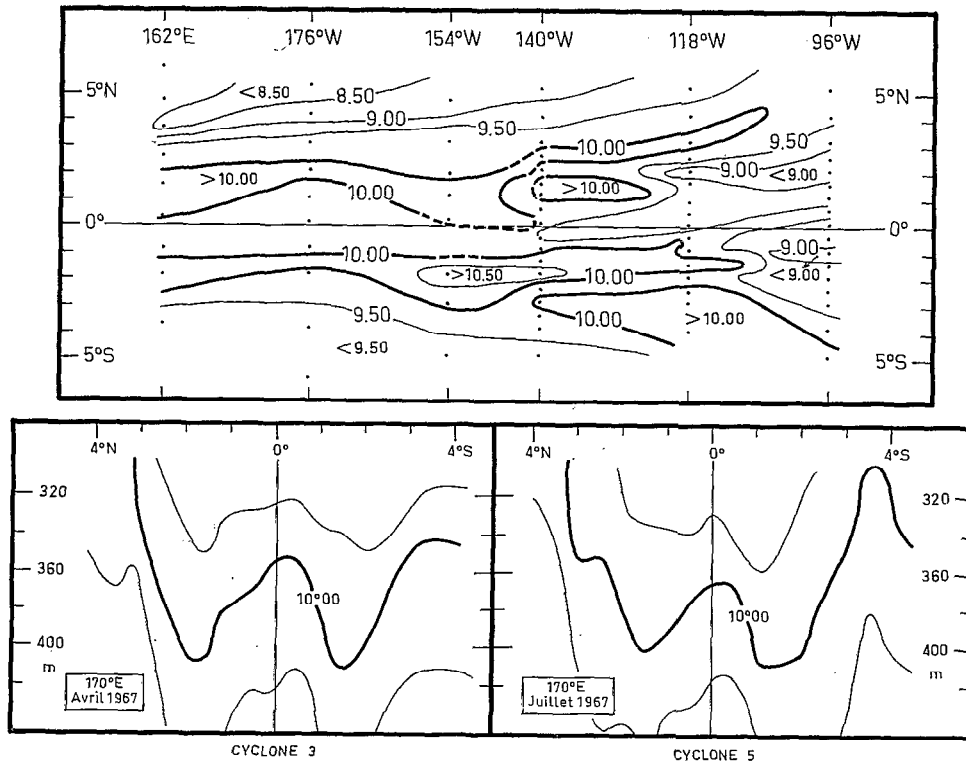 162°E 176°W 154°W 140°W 118°W 96°W
5°N 5°N
<8.50 8.50
9.00
9.50
10.00
9.50
9.00 <9.00
>10.00 10.00 >10.00
0° 0°
10.00 >10.50 10.00 9.00
<9.00
9.50 10.00 >10.00
<9.50
5°S 5°S
4°N 0° 4°S
320
360
10°00
400
m
170°E
Avril 1967
CYCLONE 3
4°N 0° 4°S
320
360
10°00
400
m
170°E
Juillet 1967
CYCLONE 5